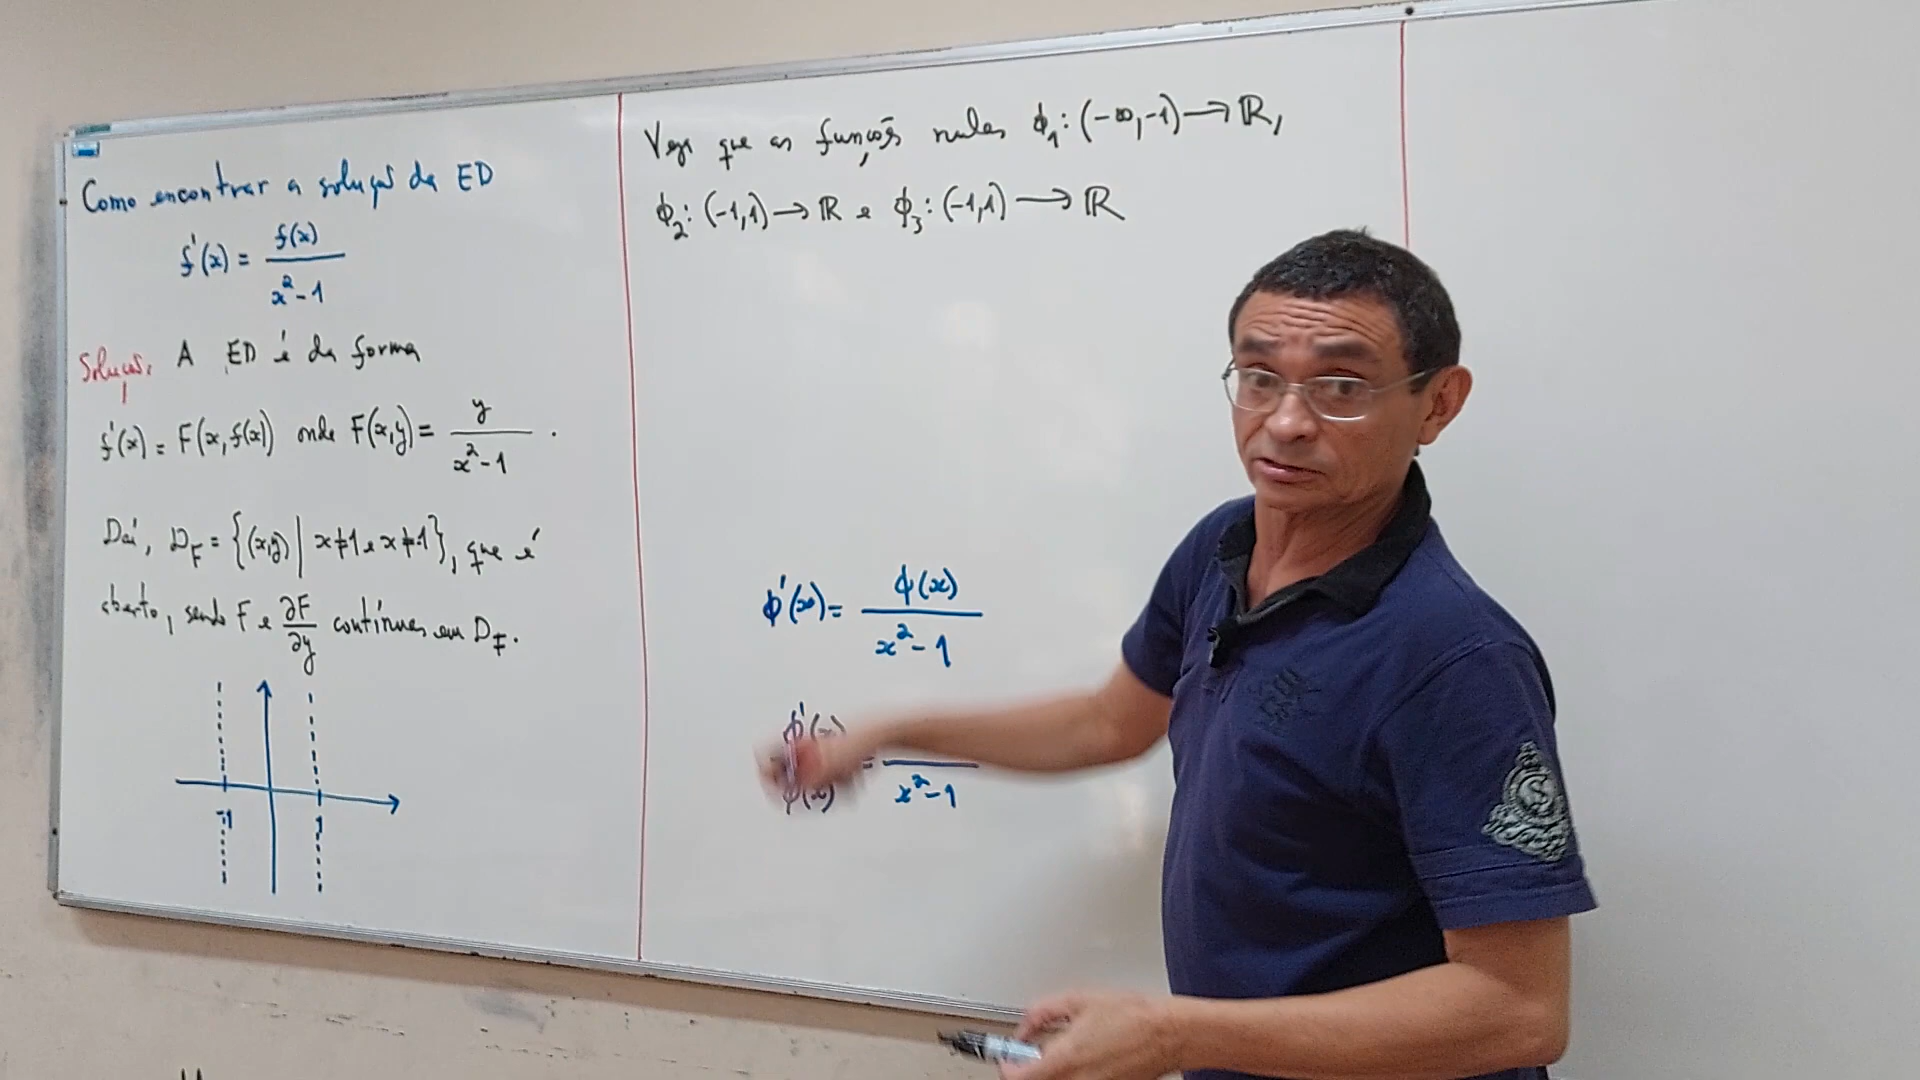 Como encontrar a solução da ED
f'(x) = f(x) / x² - 1
Solução. A ED é da forma
f'(x) = F(x, f(x)) onde F(x,y) = y / x² - 1 .
Daí, D_F = {(x,y) | x≠1 e x≠-1}, que é
aberto, sendo F e ∂F/∂y contínuas em D_F.
-1 1
Veja que as funções nulas ϕ₁: (-∞,-1) → ℝ,
ϕ₂: (-1,1) → ℝ e ϕ₃: (-1,1) → ℝ
ϕ'(x) = ϕ(x) / x² - 1
ϕ'(x) / ϕ(x) = / x² - 1